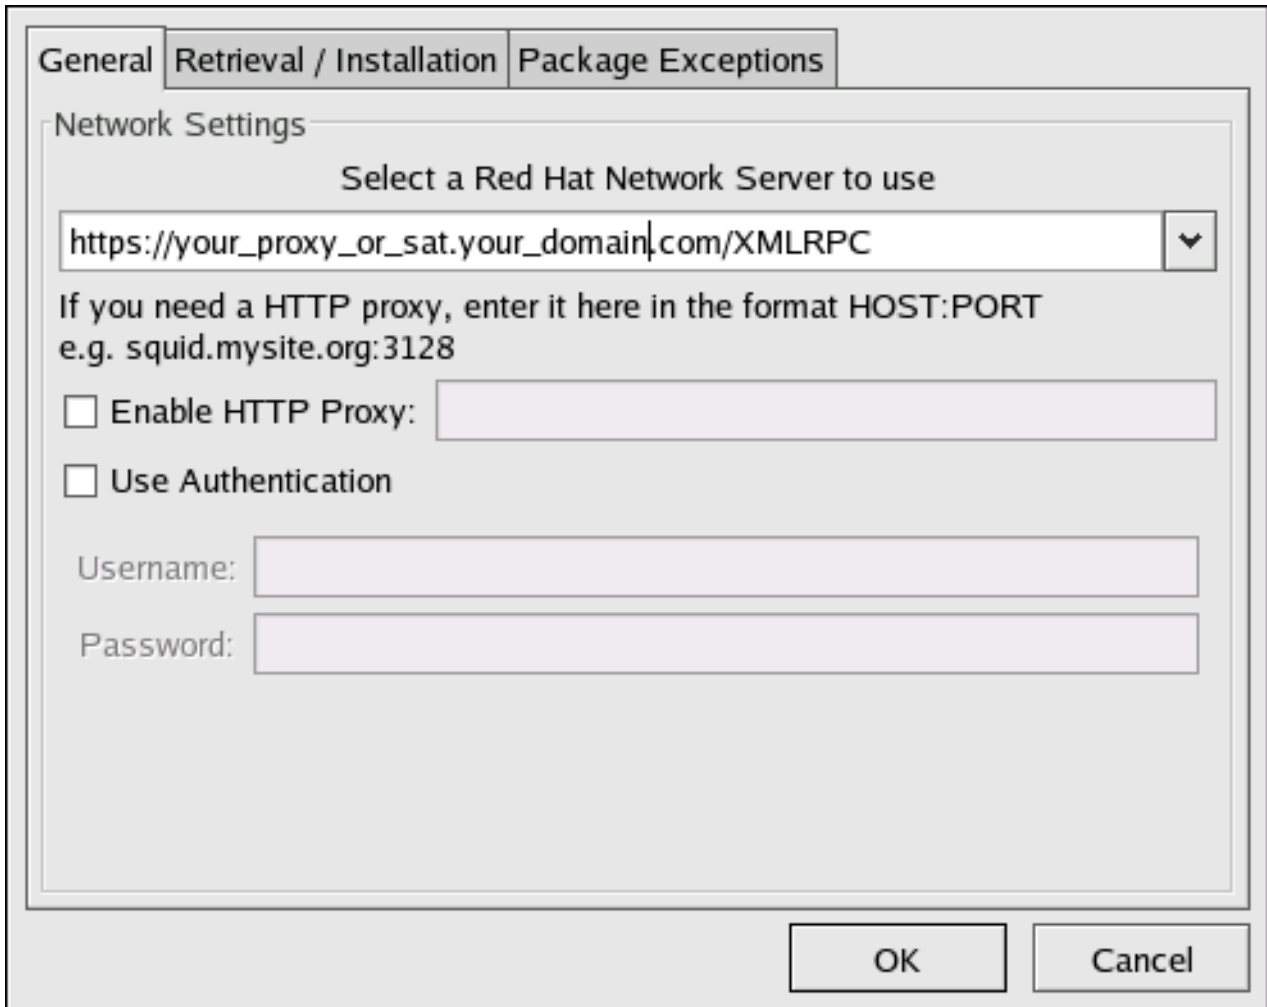 General
Retrieval / Installation
Package Exceptions
Network Settings
Select a Red Hat Network Server to use
https://your_proxy_or_sat.your_domain.com/XMLRPC
If you need a HTTP proxy, enter it here in the format HOST:PORT
e.g. squid.mysite.org:3128
Enable HTTP Proxy:
Use Authentication
Username:
Password:
OK
Cancel